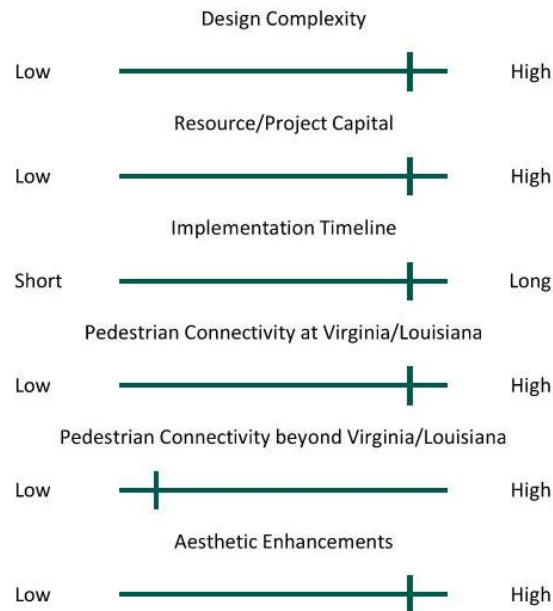 Design Complexity
Low High
Resource/Project Capital
Low High
Implementation Timeline
Short Long
Pedestrian Connectivity at Virginia/Louisiana
Low High
Pedestrian Connectivity beyond Virginia/Louisiana
Low High
Aesthetic Enhancements
Low High